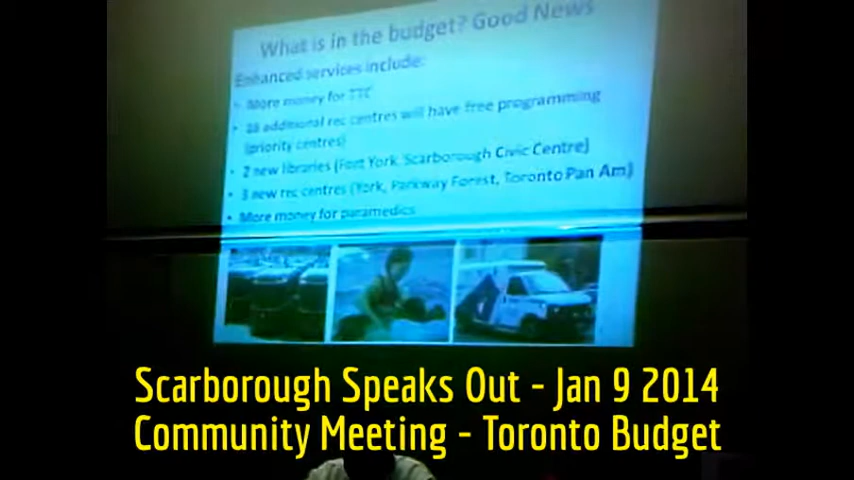 What is in the budget? Good News
Enhanced services include:
• More money for TTC
• additional rec centres will have free programming
(priority centres)
• 2 new libraries (Fort York, Scarborough Civic Centre)
• 3 new rec centres (York, Parkway Forest, Toronto Pan Am)
• More money for paramedics
Scarborough Speaks Out - Jan 9 2014
Community Meeting - Toronto Budget